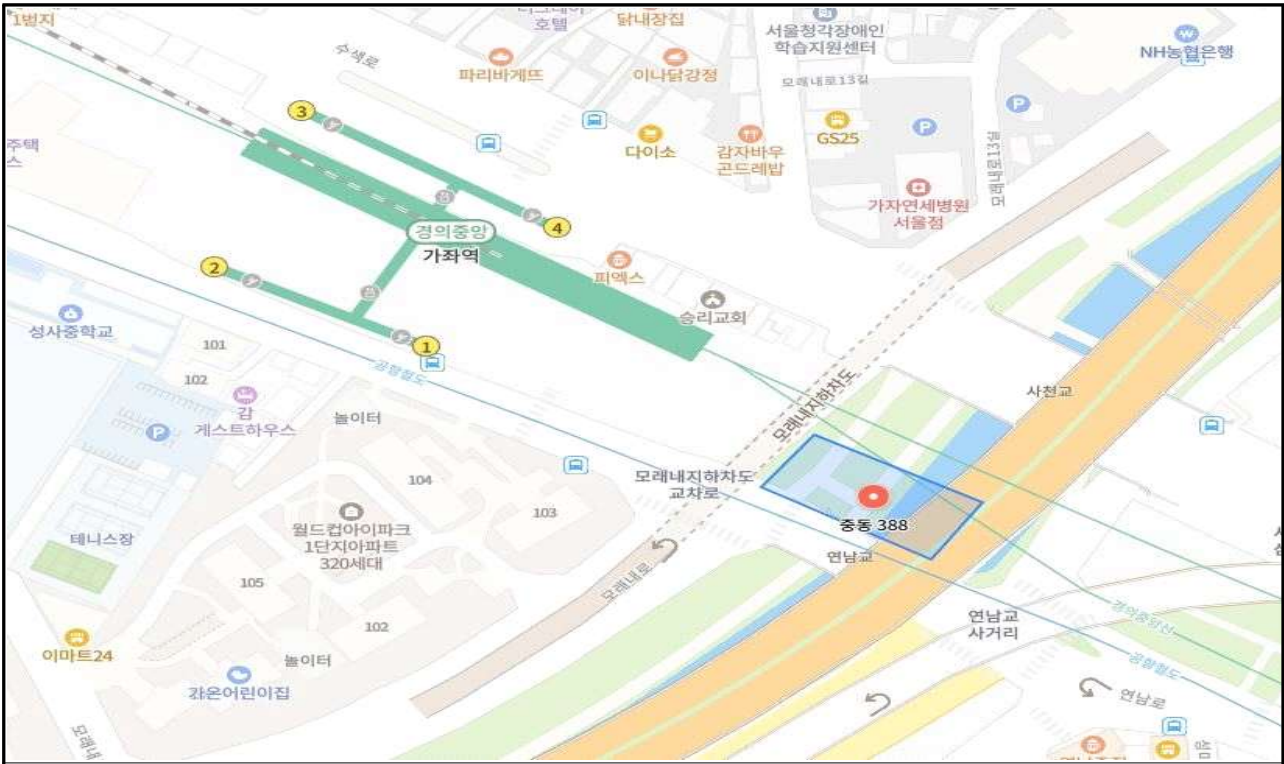 1번지
호텔
닭내장집
서울청각장애인
학습지원센터
NH농협은행
수색로
파리바게뜨
이나닭강정
모래내로13길
P
3
다이소
감자바우
곤드레밥
GS25
P
주택
스
모래내로13길
가자연세병원
서울점
4
경의중앙
가좌역
2
피엑스
승리교회
성사중학교
1
101
공항철도
102
사천교
모래내지하차도
감
게스트하우스
놀이터
P
모래내지하차도
교차로
104
103
중동 388
테니스장
월드컵아이파크
1단지아파트
320세대
연남교
105
모래내로
연남교
사거리
경의중앙선
102
이마트24
놀이터
공항철도
가온어린이집
연남로
모래내